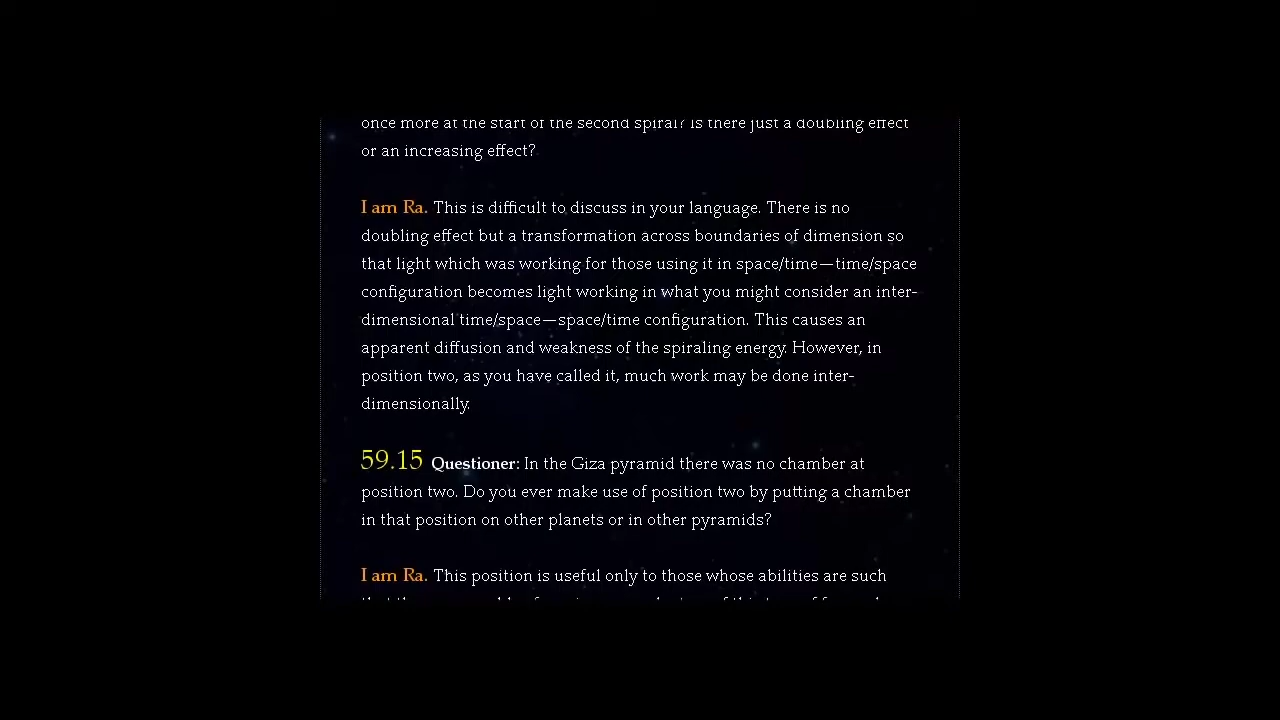 once more at the start of the second spiral? Is there just a doubling effect
or an increasing effect?
I am Ra. This is difficult to discuss in your language. There is no
doubling effect but a transformation across boundaries of dimension so
that light which was working for those using it in space/time—time/space
configuration becomes light working in what you might consider an inter-
dimensional time/space—space/time configuration. This causes an
apparent diffusion and weakness of the spiraling energy. However, in
position two, as you have called it, much work may be done inter-
dimensionally.
59.15 Questioner: In the Giza pyramid there was no chamber at
position two. Do you ever make use of position two by putting a chamber
in that position on other planets or in other pyramids?
I am Ra. This position is useful only to those whose abilities are such